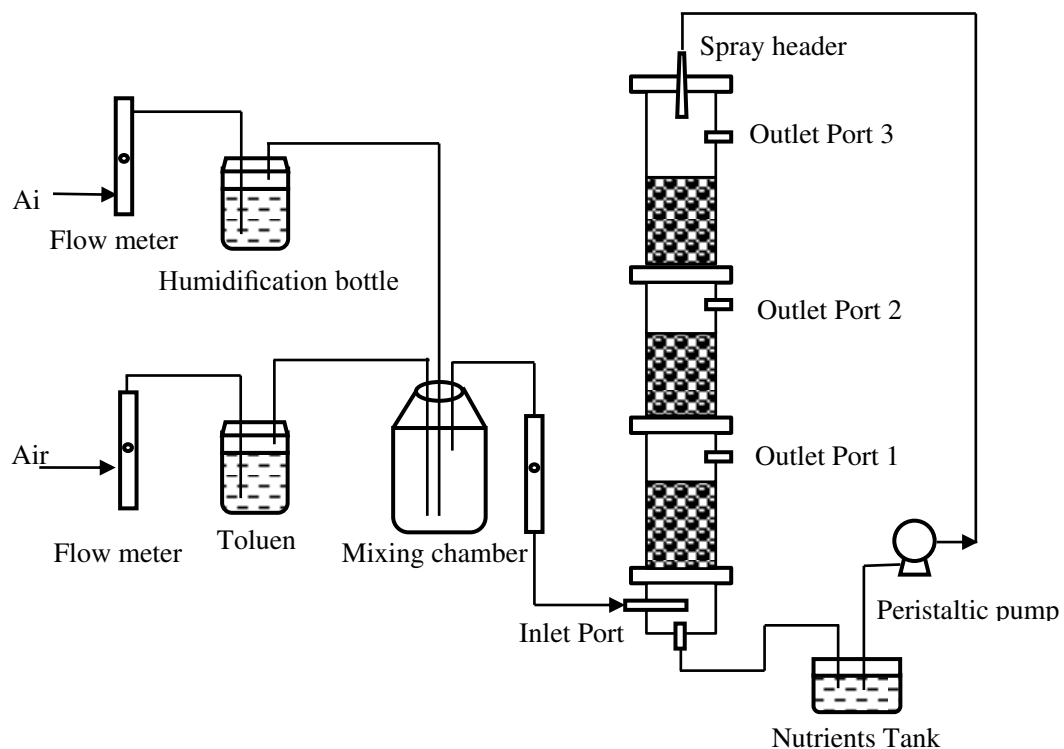 Spray header
Outlet Port 3
Ai
Flow meter
Humidification bottle
Outlet Port 2
Air
Outlet Port 1
Flow meter
Toluen
Mixing chamber
Inlet Port
Peristaltic pump
Nutrients Tank